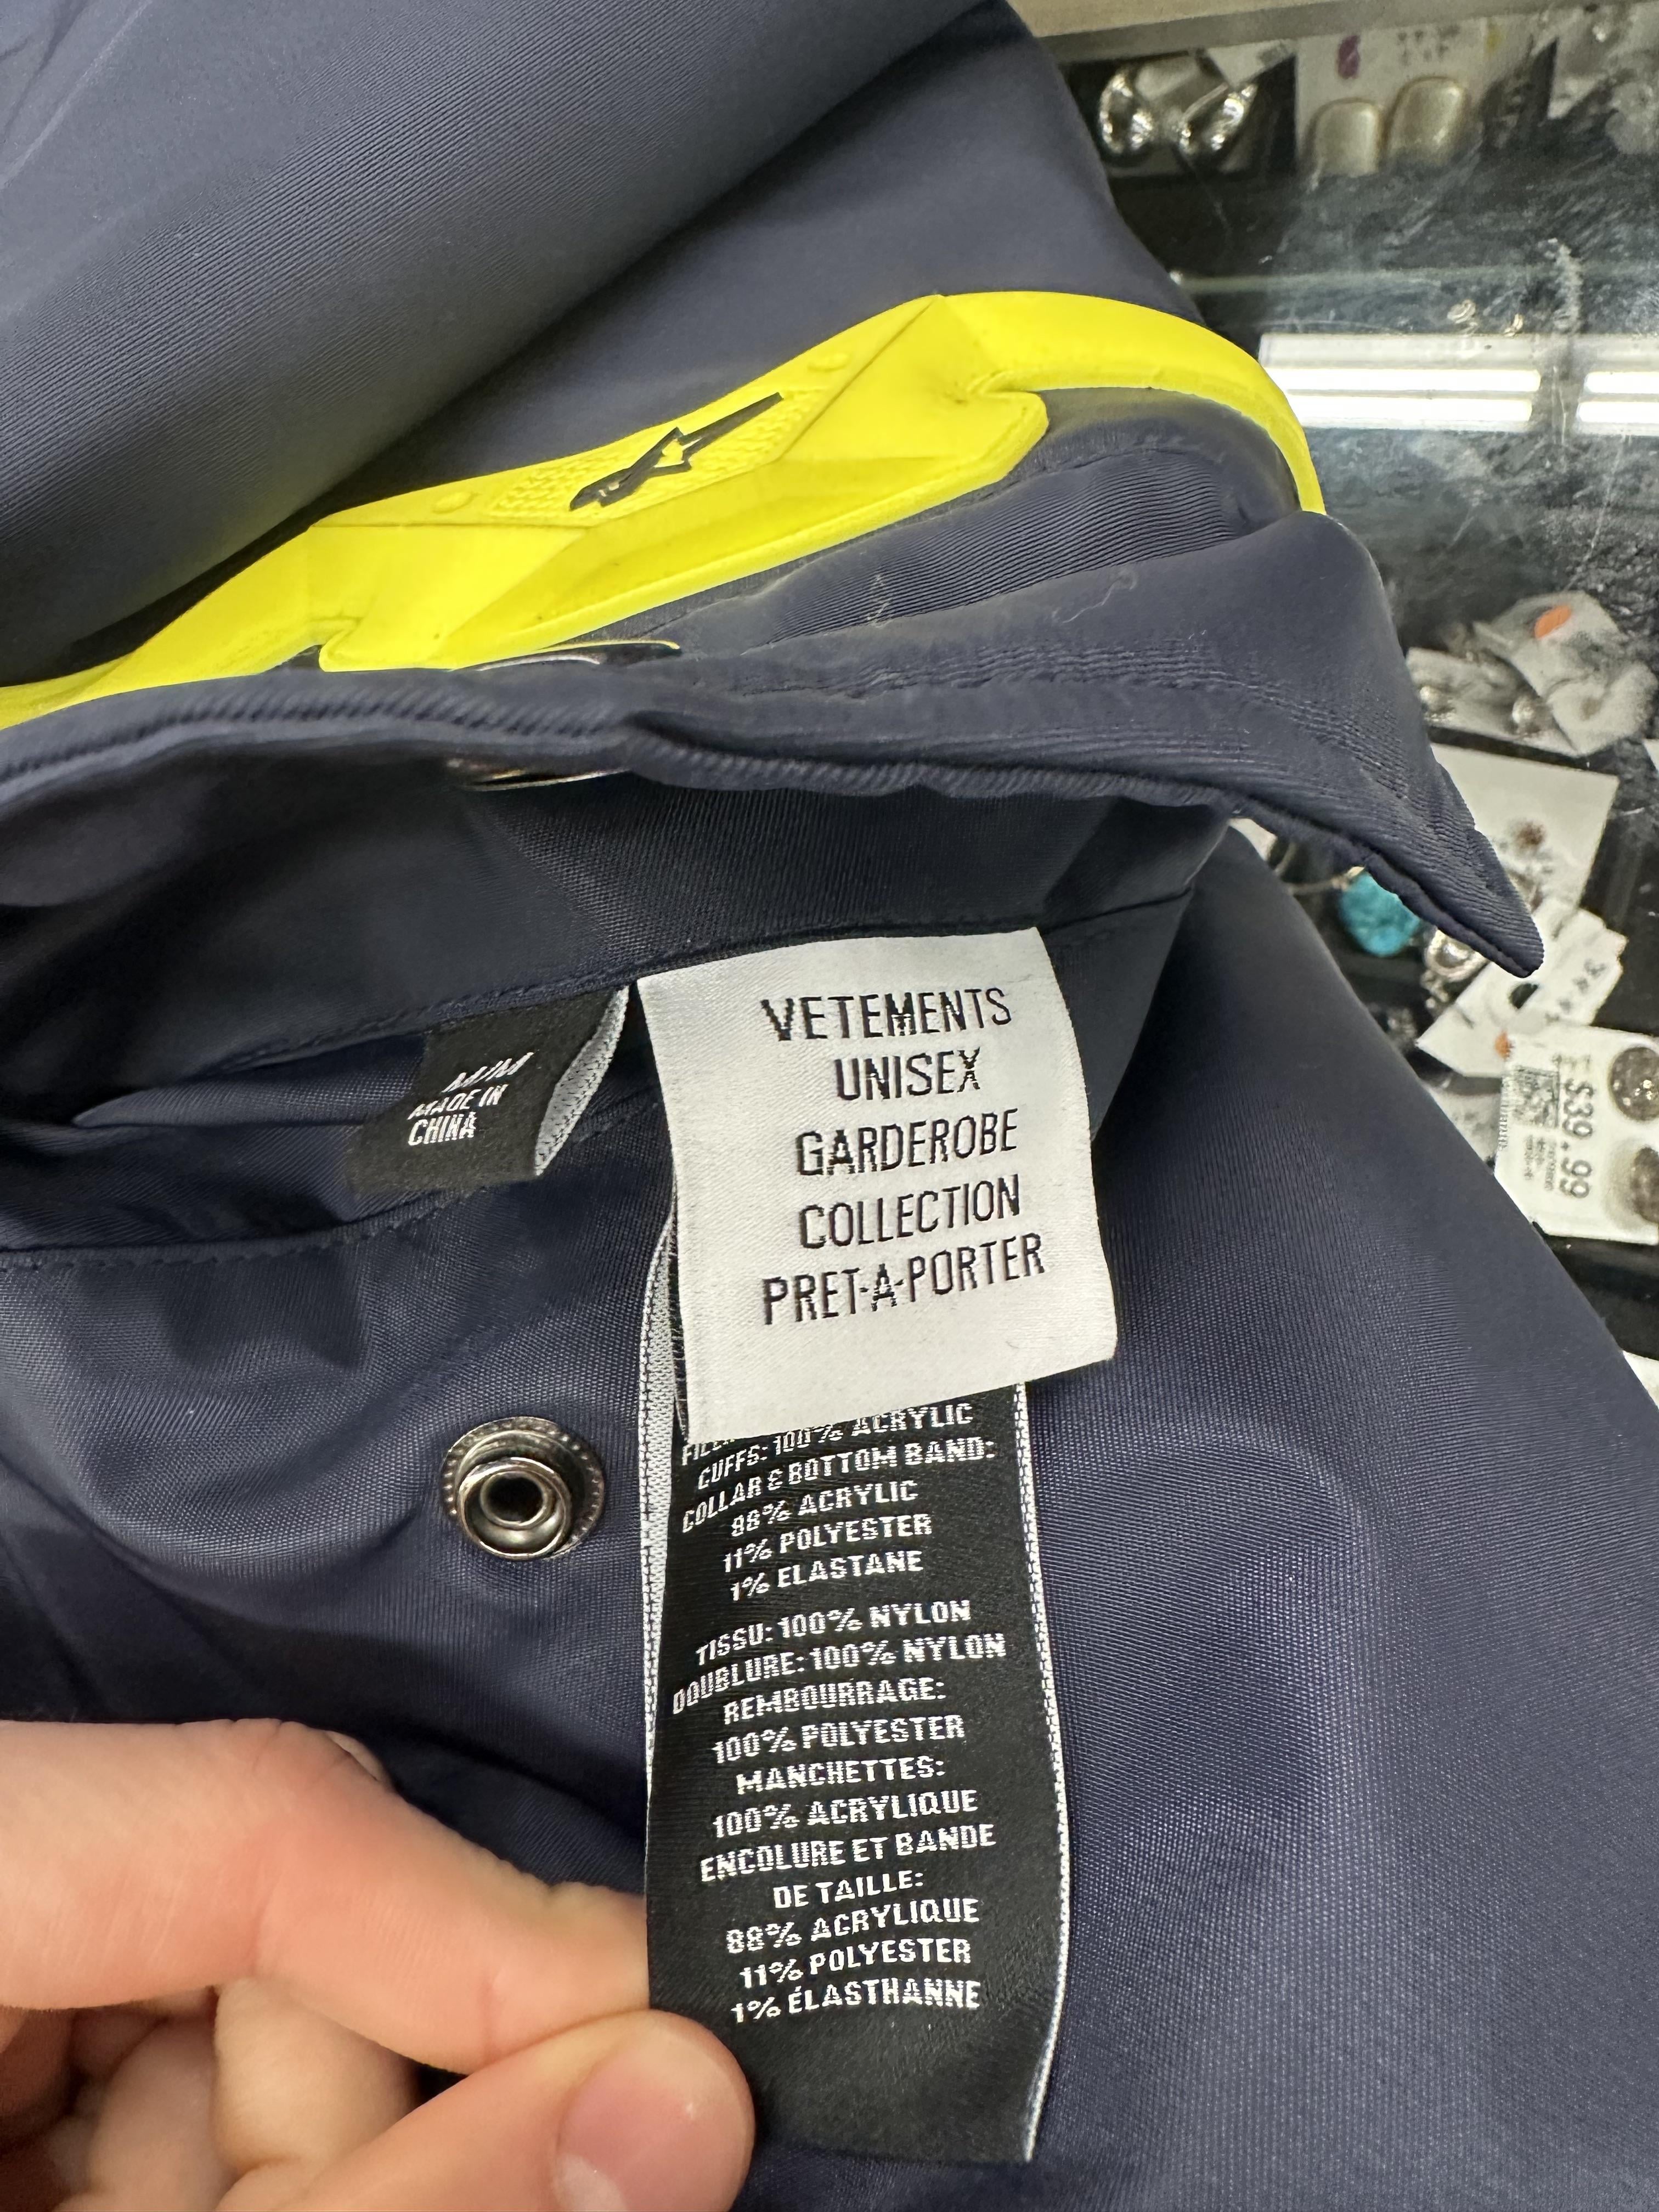 M/M
MADE IN
CHINA
VETEMENTS
UNISEX
GARDEROBE
COLLECTION
PRET-A-PORTER
100% ACRYLIC
CUFFS: 100% ACRYLIC
COLLAR & BOTTOM BAND:
88% ACRYLIC
11% POLYESTER
1% ELASTANE
TISSU: 100% NYLON
DOUBLURE: 100% NYLON
REMBOURRAGE:
100% POLYESTER
MANCHETTES:
100% ACRYLIQUE
ENCOLURE ET BANDE
DE TAILLE:
88% ACRYLIQUE
11% POLYESTER
1% ÉLASTHANNE
$39.99